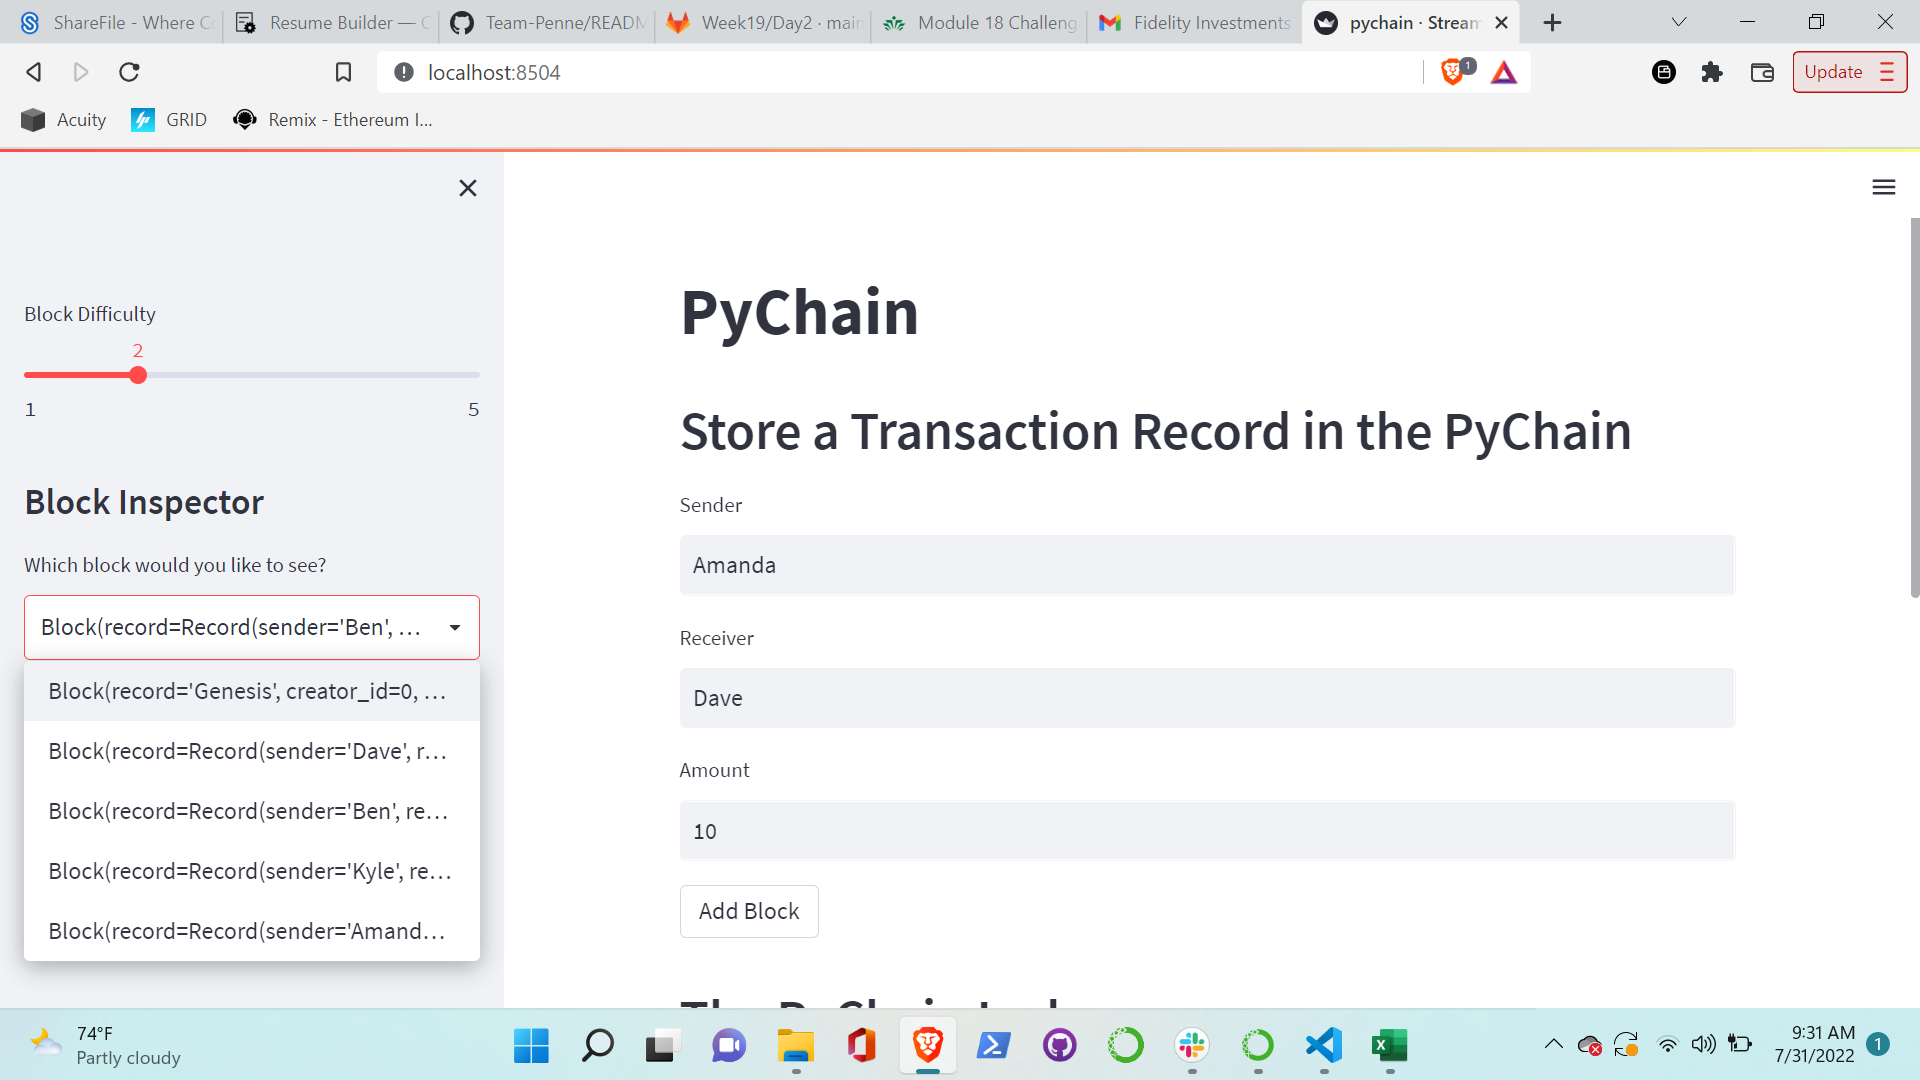 ShareFile - Where Co
Resume Builder — C
Team-Penne/READM
Week19/Day2 · main
Module 18 Challeng
Fidelity Investments
pychain · Stream
localhost:8504
1
Update
Acuity
GRID
Remix - Ethereum I...
Block Difficulty
2
1
5
Block Inspector
Which block would you like to see?
Block(record=Record(sender='Ben', ...
Block(record='Genesis', creator_id=0, ...
Block(record=Record(sender='Dave', r...
Block(record=Record(sender='Ben', re...
Block(record=Record(sender='Kyle', re...
Block(record=Record(sender='Amand...
PyChain
Store a Transaction Record in the PyChain
Sender
Amanda
Receiver
Dave
Amount
10
Add Block
74°F
Partly cloudy
9:31 AM
7/31/2022
1